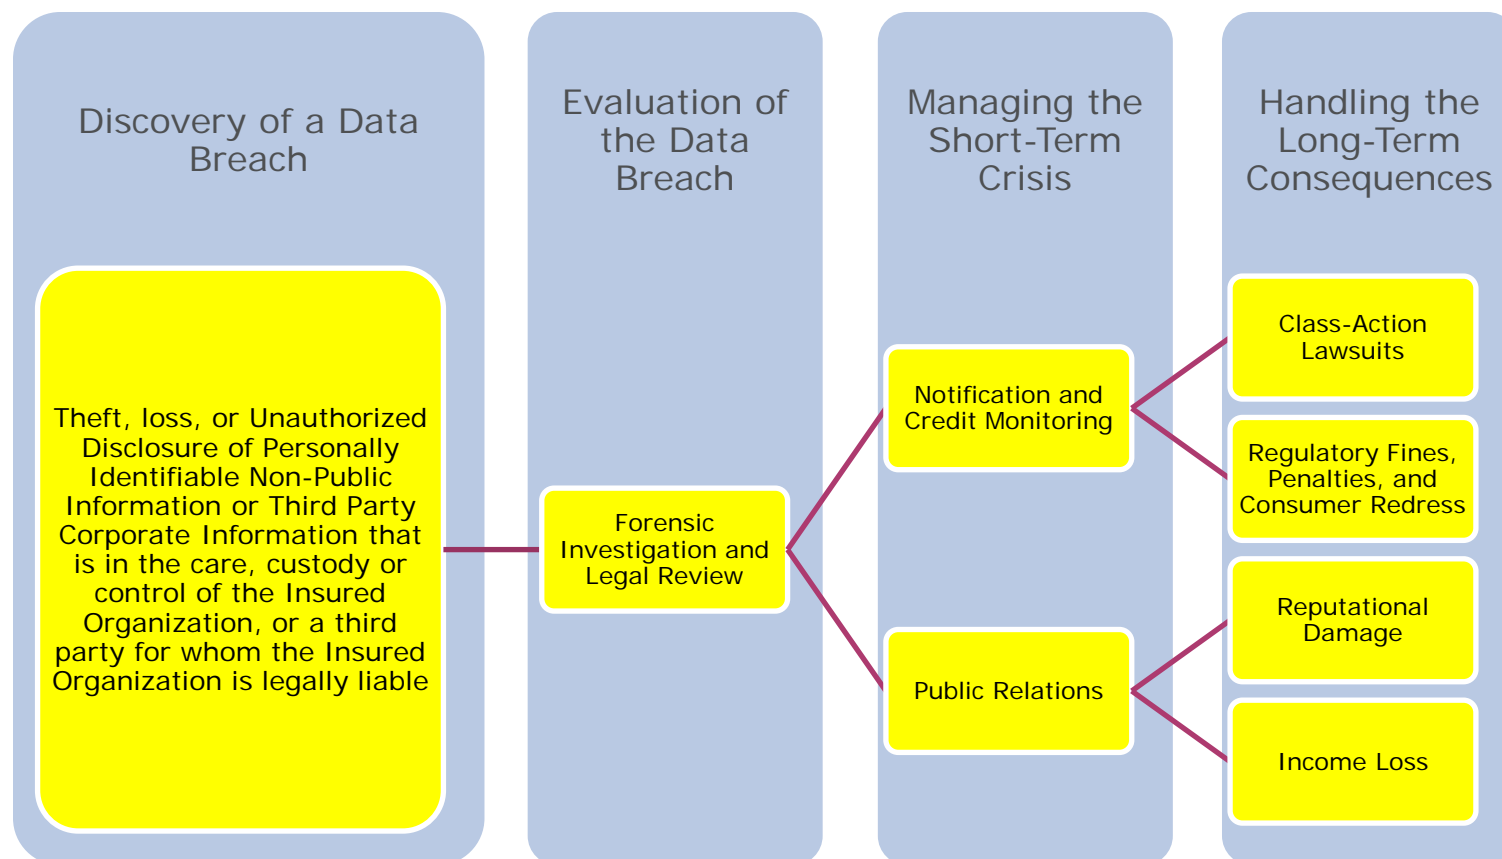 Discovery of a Data
Breach
Evaluation of
the Data
Breach
Managing the
Short-Term
Crisis
Handling the
Long-Term
Consequences
Theft, loss, or Unauthorized
Disclosure of Personally
Identifiable Non-Public
Information or Third Party
Corporate Information that
is in the care, custody or
control of the Insured
Organization, or a third
party for whom the Insured
Organization is legally liable
Forensic
Investigation and
Legal Review
Notification and
Credit Monitoring
Public Relations
Class-Action
Lawsuits
Regulatory Fines,
Penalties, and
Consumer Redress
Reputational
Damage
Income Loss